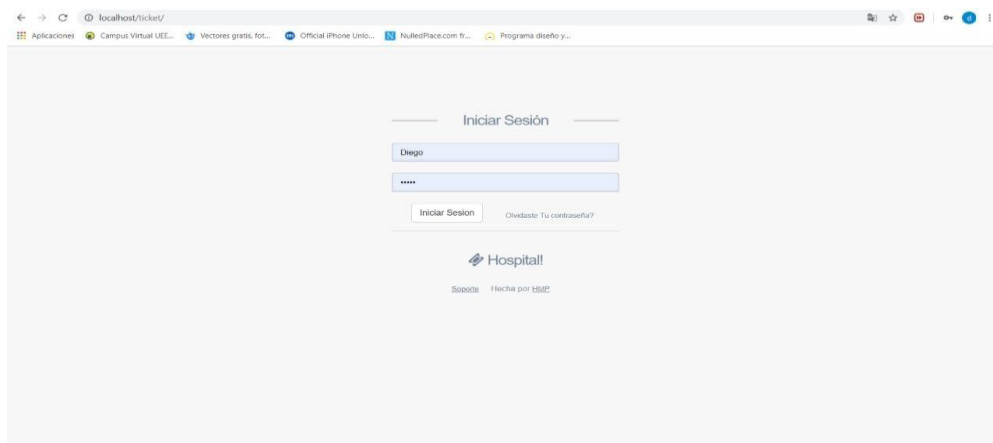 localhost/ticket/
Aplicaciones Campus Virtual UEE... Vectores gratis, fot... Official iPhone Unlo... NulledPlace.com fr... Programa diseño y...
Iniciar Sesión
Diego
•••••
Iniciar Sesion Olvidaste Tu contraseña?
Hospital!
Soporte Hecha por HMP